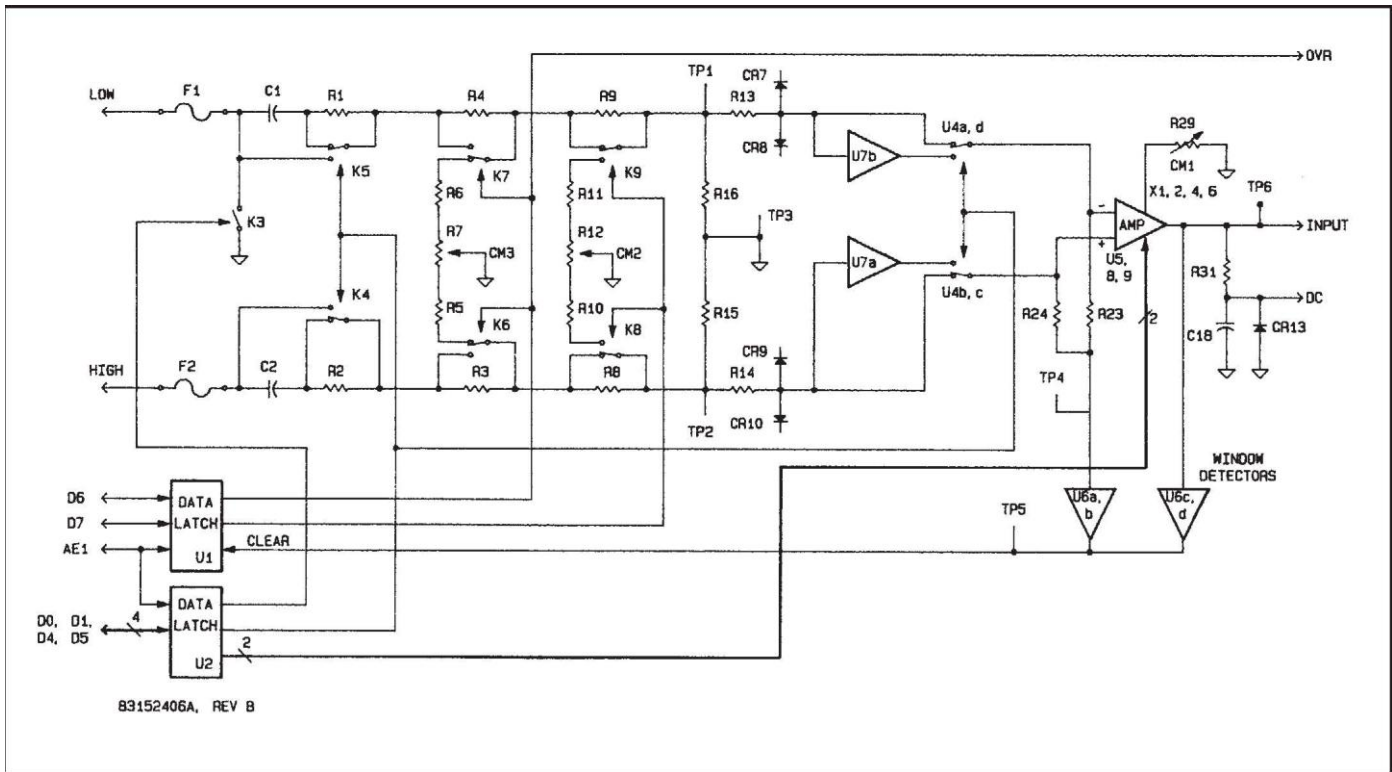 OVR
TP1
CR7
LOW
F1
C1
R1
R4
R9
R13
U4a, d
R29
CR8
U7b
CM1
K5
K7
K9
X1, 2, 4, 6
TP6
R6
R11
R16
K3
TP3
-
AMP
INPUT
R7
R12
+
U5,
8, 9
CM3
CM2
U7a
R31
K4
U4b, c
DC
R5
R10
R15
R24
R23
2
K6
K8
C18
CR13
CR9
HIGH
F2
C2
R2
R3
R8
R14
TP4
TP2
CR10
WINDOW
DETECTORS
D6
DATA
U6a,
b
U6c,
d
TP5
D7
LATCH
AE1
CLEAR
U1
DATA
D0, D1,
D4, D5
4
LATCH
2
U2
83152406A, REV B